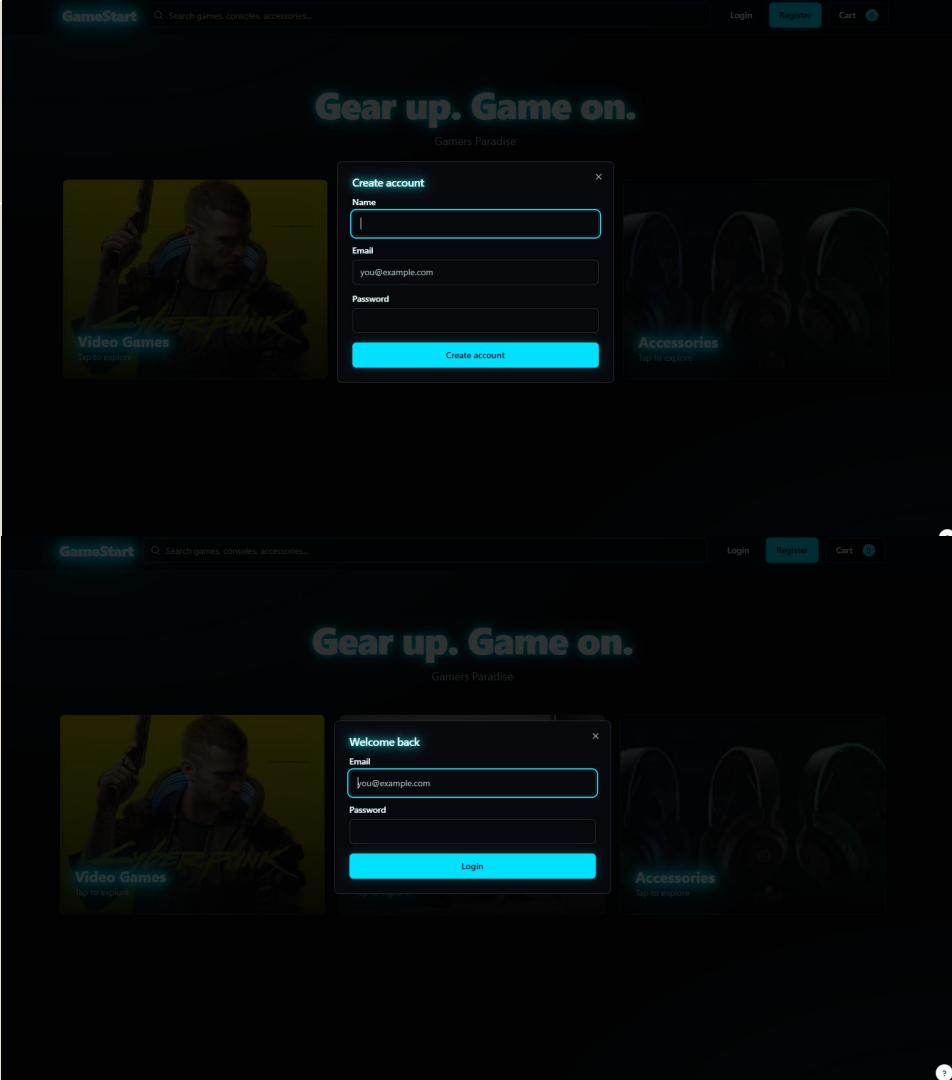 GameStart Search games, consoles, accessories... Login Register Cart 0
Gear up. Game on.
Gamers Paradise
Create account
Name
Email
you@example.com
Password
Create account
CYBERPUNK
Video Games
Tap to explore
Accessories
Tap to explore
GameStart Search games, consoles, accessories... Login Register Cart 0
Gear up. Game on.
Gamers Paradise
Welcome back
Email
you@example.com
Password
Login
CYBERPUNK
Video Games
Tap to explore
Accessories
Tap to explore
?